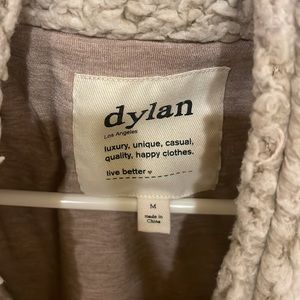 dylan
Los Angeles
luxury, unique, casual,
quality, happy clothes.
live better ♥
M
made in
China